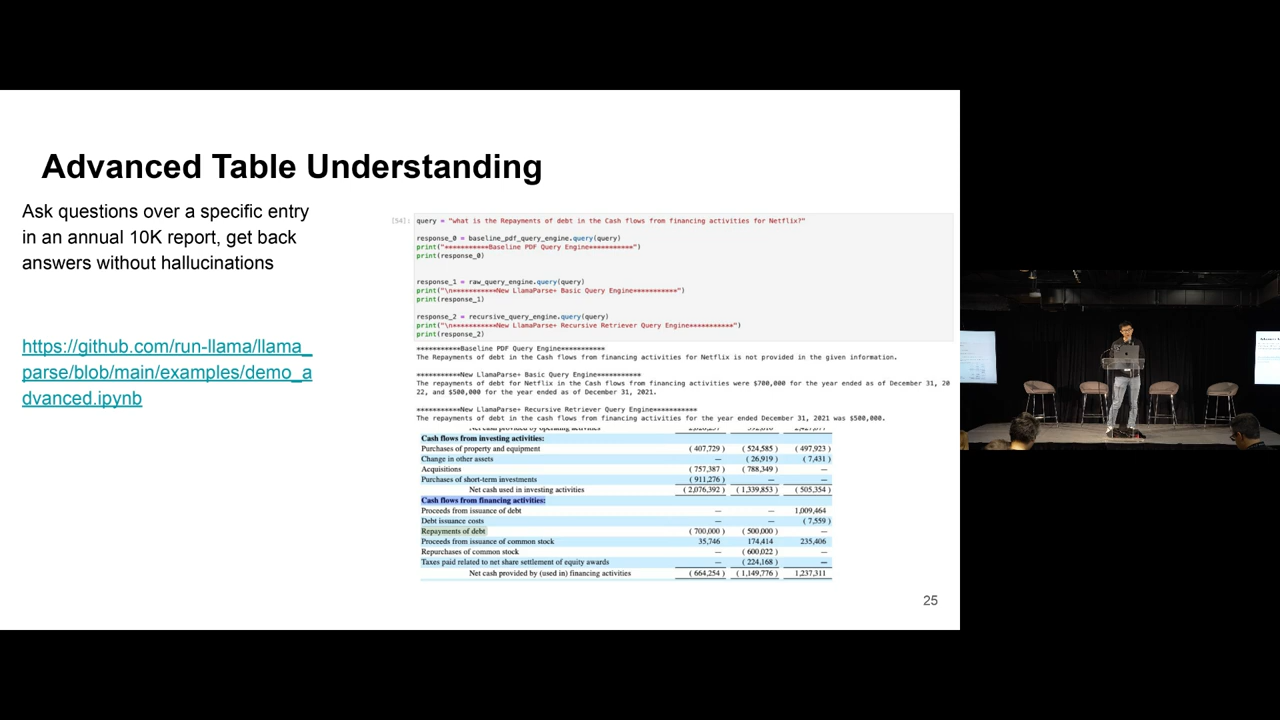 Advanced Table Understanding
Ask questions over a specific entry
in an annual 10K report, get back
answers without hallucinations
https://github.com/run-llama/llama_
parse/blob/main/examples/demo_a
dvanced.ipynb
[54]: query = "what is the Repayments of debt in the Cash flows from financing activities for Netflix?"
response_0 = baseline_pdf_query_engine.query(query)
print("***********Baseline PDF Query Engine***********")
print(response_0)
response_1 = raw_query_engine.query(query)
print("\n***********New LlamaParse+ Basic Query Engine***********")
print(response_1)
response_2 = recursive_query_engine.query(query)
print("\n***********New LlamaParse+ Recursive Retriever Query Engine***********")
print(response_2)
***********Baseline PDF Query Engine***********
The Repayments of debt in the Cash flows from financing activities for Netflix is not provided in the given information.
***********New LlamaParse+ Basic Query Engine***********
The repayments of debt for Netflix in the Cash flows from financing activities were $700,000 for the year ended as of December 31, 20
22, and $500,000 for the year ended as of December 31, 2021.
***********New LlamaParse+ Recursive Retriever Query Engine***********
The repayments of debt in the cash flows from financing activities for the year ended December 31, 2021 was $500,000.
Net cash provided by operating activities
Cash flows from investing activities:
Purchases of property and equipment (407,729) (524,585) (497,923)
Change in other assets — (26,919) (7,431)
Acquisitions (757,387) (788,349) —
Purchases of short-term investments (911,276) — —
Net cash used in investing activities (2,076,392) (1,339,853) (505,354)
Cash flows from financing activities:
Proceeds from issuance of debt — — 1,009,464
Debt issuance costs — — (7,559)
Repayments of debt (700,000) (500,000) —
Proceeds from issuance of common stock 35,746 174,414 235,406
Repurchases of common stock — (600,022) —
Taxes paid related to net share settlement of equity awards — (224,168) —
Net cash provided by (used in) financing activities (664,254) (1,149,776) 1,237,311
25